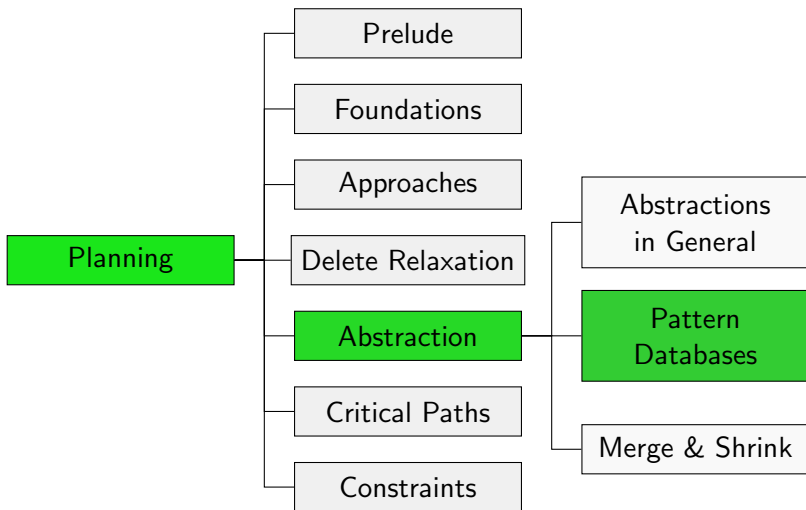 Prelude
Foundations
Approaches
Planning
Delete Relaxation
Abstraction
Critical Paths
Constraints
Abstractions
in General
Pattern
Databases
Merge & Shrink